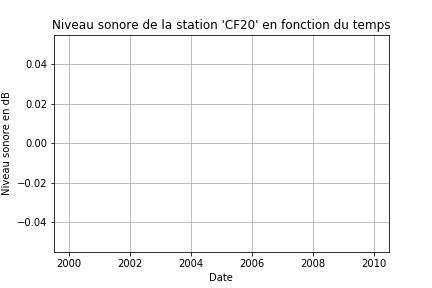 Niveau sonore de la station 'CF20' en fonction du temps
Niveau sonore en dB
0.04
0.02
0.00
−0.02
−0.04
2000 2002 2004 2006 2008 2010
Date